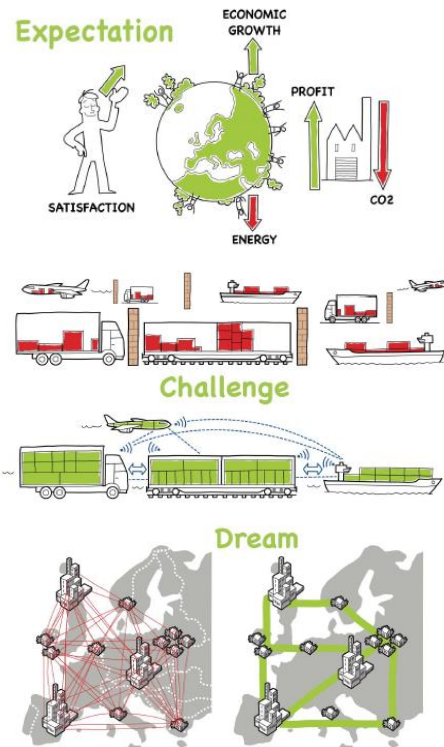 Expectation
ECONOMIC
GROWTH
PROFIT
SATISFACTION
CO2
ENERGY
Challenge
Dream